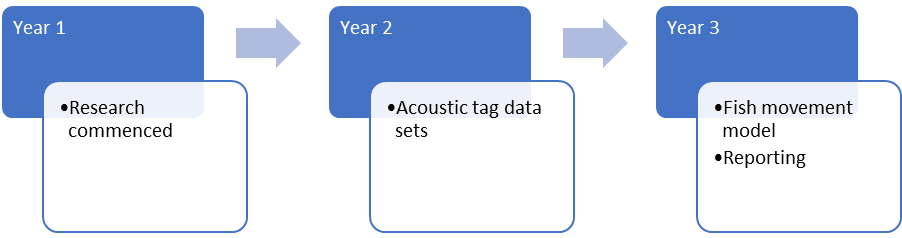 Year 1
•Research
commenced
Year 2
•Acoustic tag data
sets
Year 3
•Fish movement
model
•Reporting